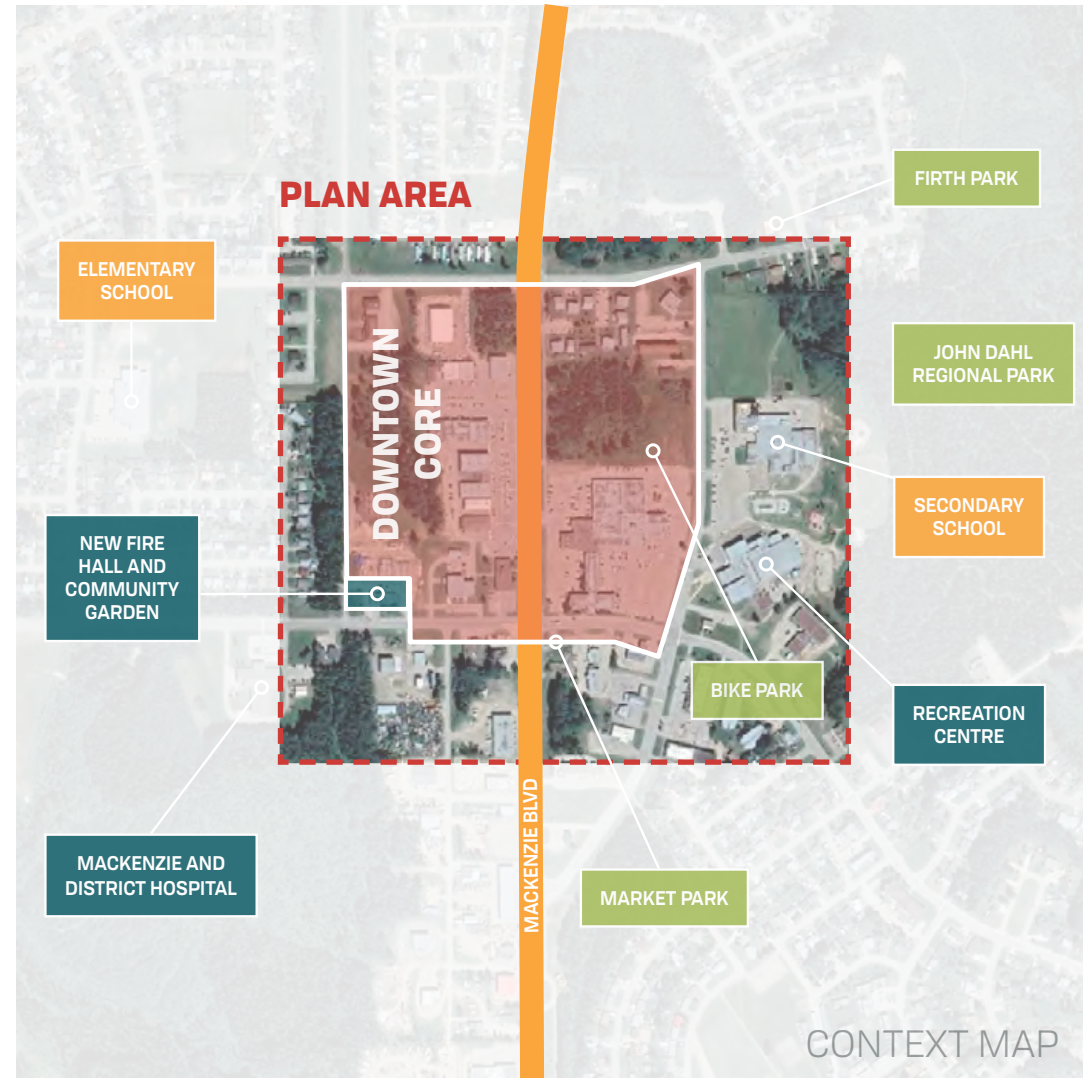 FIRTH PARK
PLAN AREA
ELEMENTARY
SCHOOL
JOHN DAHL
REGIONAL PARK
DOWNTOWN
CORE
SECONDARY
SCHOOL
NEW FIRE
HALL AND
COMMUNITY
GARDEN
BIKE PARK
RECREATION
CENTRE
MACKENZIE BLVD
MACKENZIE AND
DISTRICT HOSPITAL
MARKET PARK
CONTEXT MAP